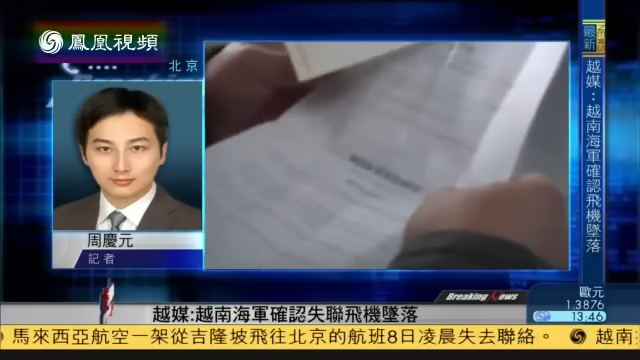 鳳凰視頻
北京
最新
越媒：越南海軍確認飛機墜落
周慶元
記者
Breaking News
越媒:越南海軍確認失聯飛機墜落
歐元
1.3876
13:46
馬來西亞航空一架從吉隆坡飛往北京的航班8日凌晨失去聯絡。
越南